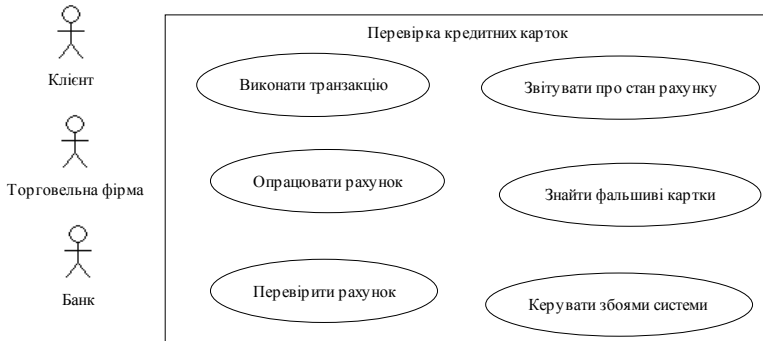 Перевірка кредитних карток
Клієнт
Виконати транзакцію
Звітувати про стан рахунку
Торговельна фірма
Опрацювати рахунок
Знайти фальшиві картки
Банк
Перевірити рахунок
Керувати збоями системи